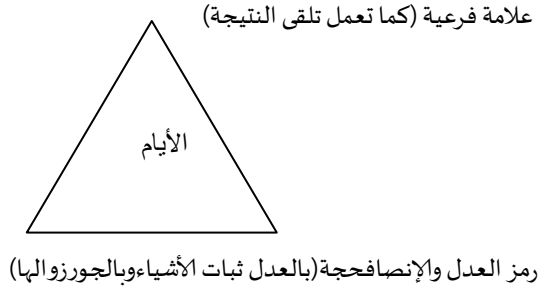 علامة فرعية (كما تعمل تلقى النتيجة)
الأيام
رمز العدل والإنصافحجة(بالعدل ثبات الأشياءوبالجورزوالها)